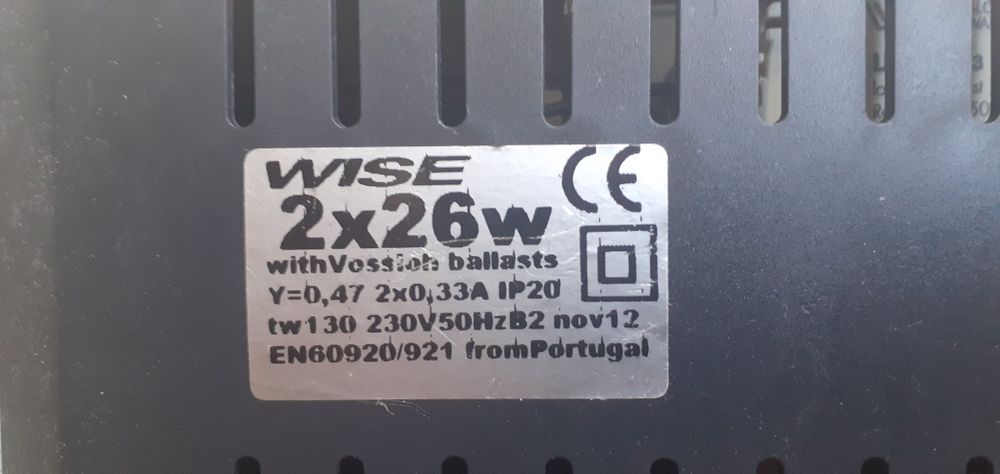 WISE
CE
2x26w
withVossloh ballasts
Y=0,47 2x0,33A IP20
tw130 230V50HzB2 nov12
EN60920/921 fromPortugal